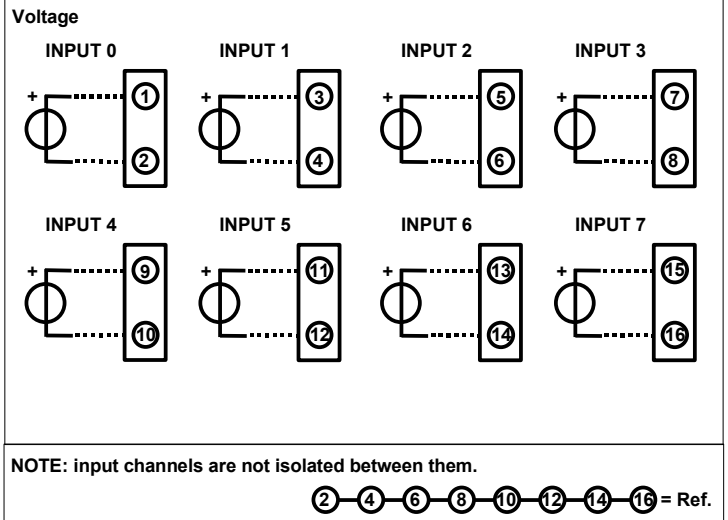 Voltage
INPUT 0 INPUT 1 INPUT 2 INPUT 3
+ 1 + 3 + 5 + 7
2 4 6 8
INPUT 4 INPUT 5 INPUT 6 INPUT 7
+ 9 + 11 + 13 + 15
10 12 14 16
NOTE: input channels are not isolated between them.
2 4 6 8 10 12 14 16 = Ref.